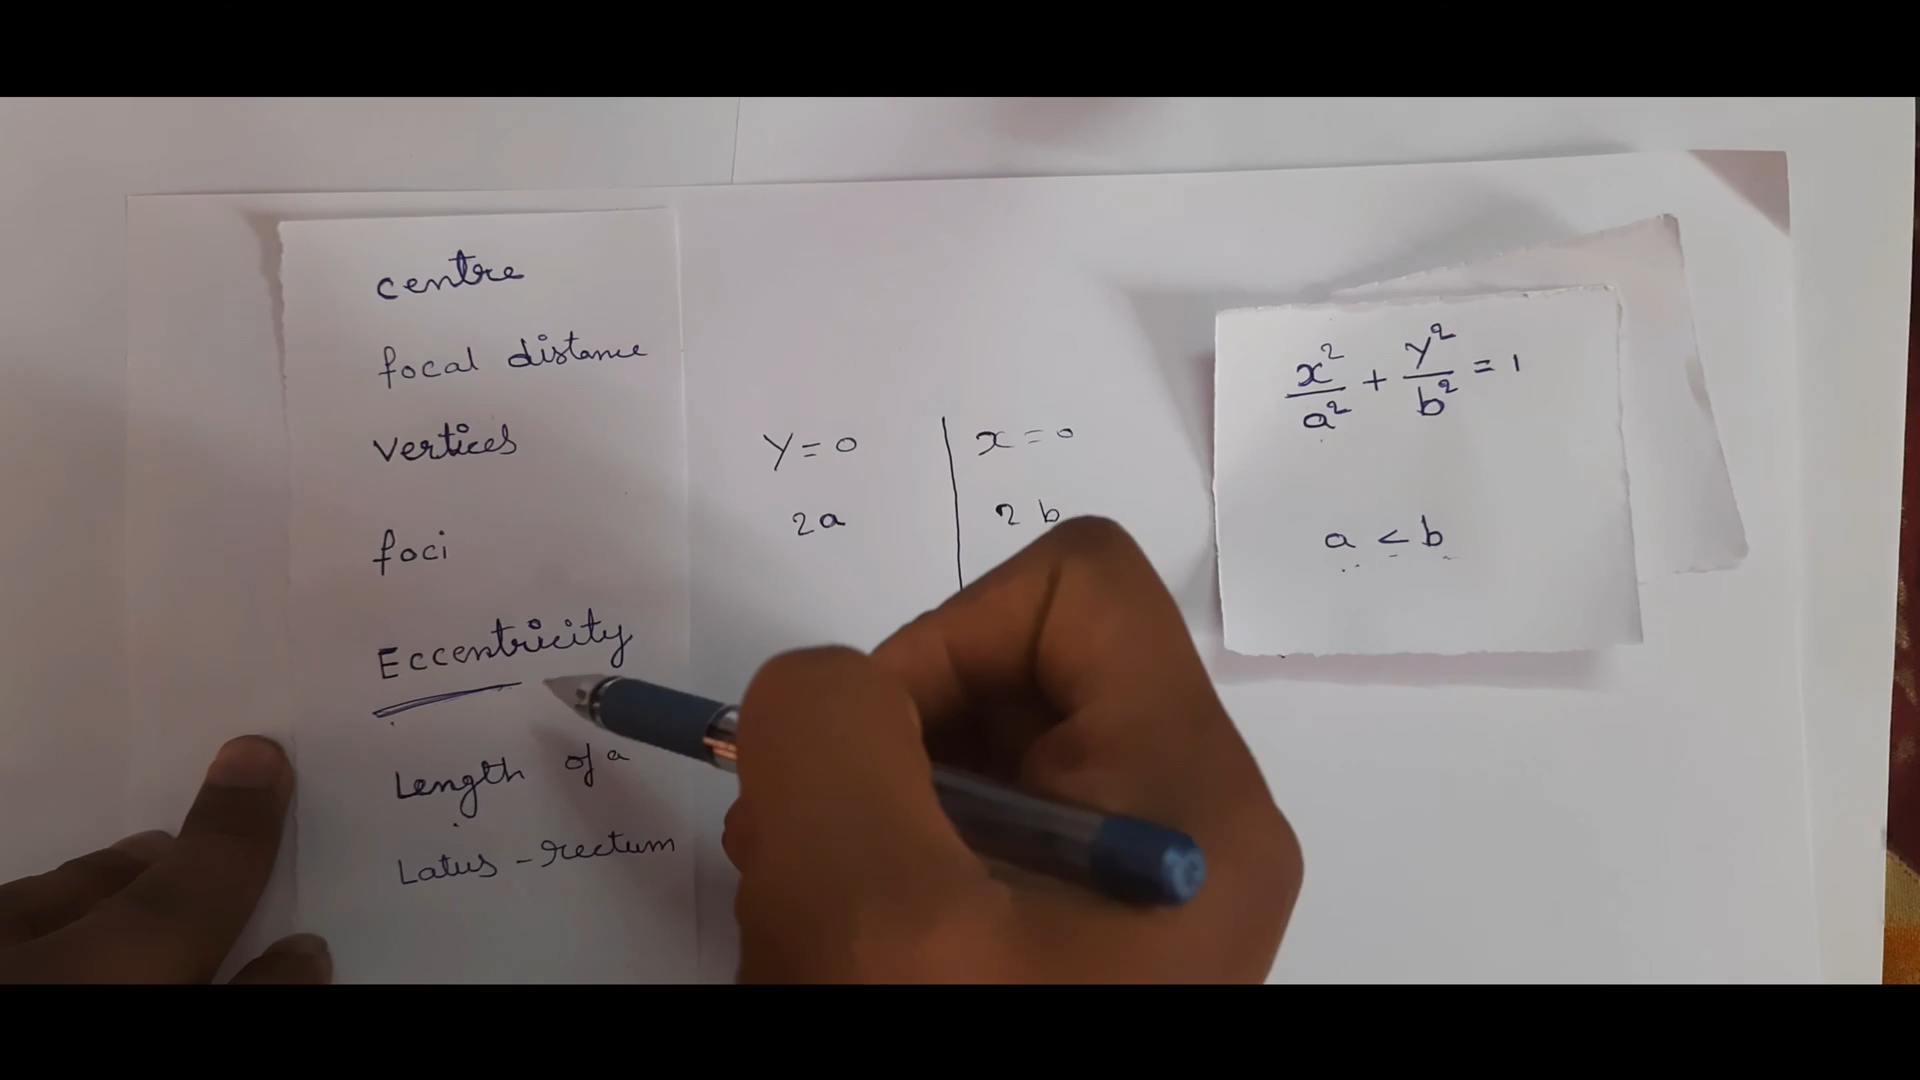 centre
focal distance
Vertices
foci
Eccentricity
Length of a
Latus - rectum
y = 0
x = 0
2a
2 b
x²/a² + y²/b² = 1
a < b